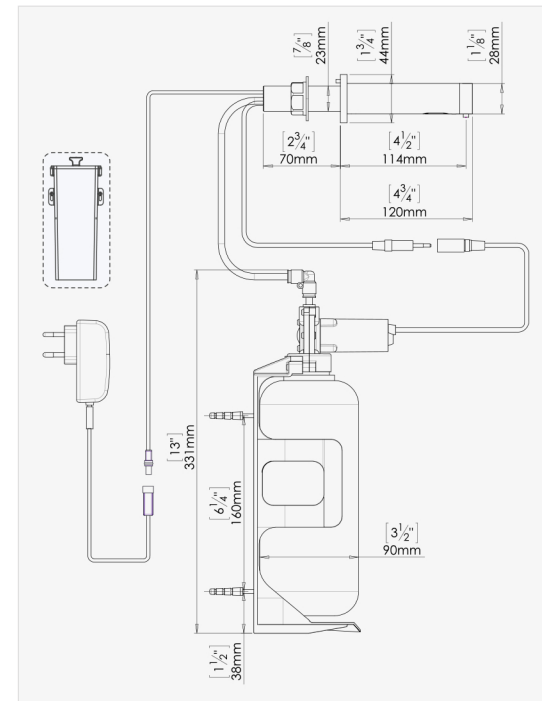 [7/8"]
23mm
[1 3/4"]
44mm
[1 1/8"]
28mm
[2 3/4"]
70mm
[4 1/2"]
114mm
[4 3/4"]
120mm
[13"]
331mm
[6 1/4"]
160mm
[3 1/2"]
90mm
[1 1/2"]
38mm